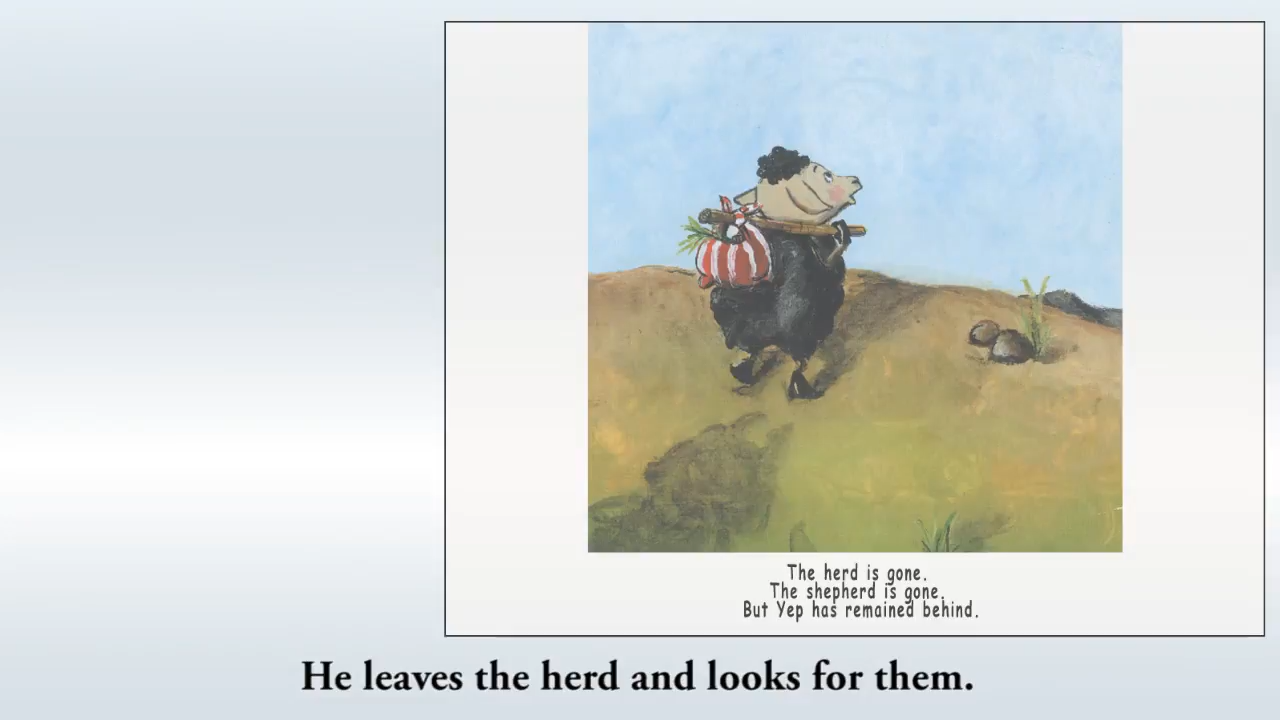 The herd is gone.
The shepherd is gone.
But Yep has remained behind.
He leaves the herd and looks for them.